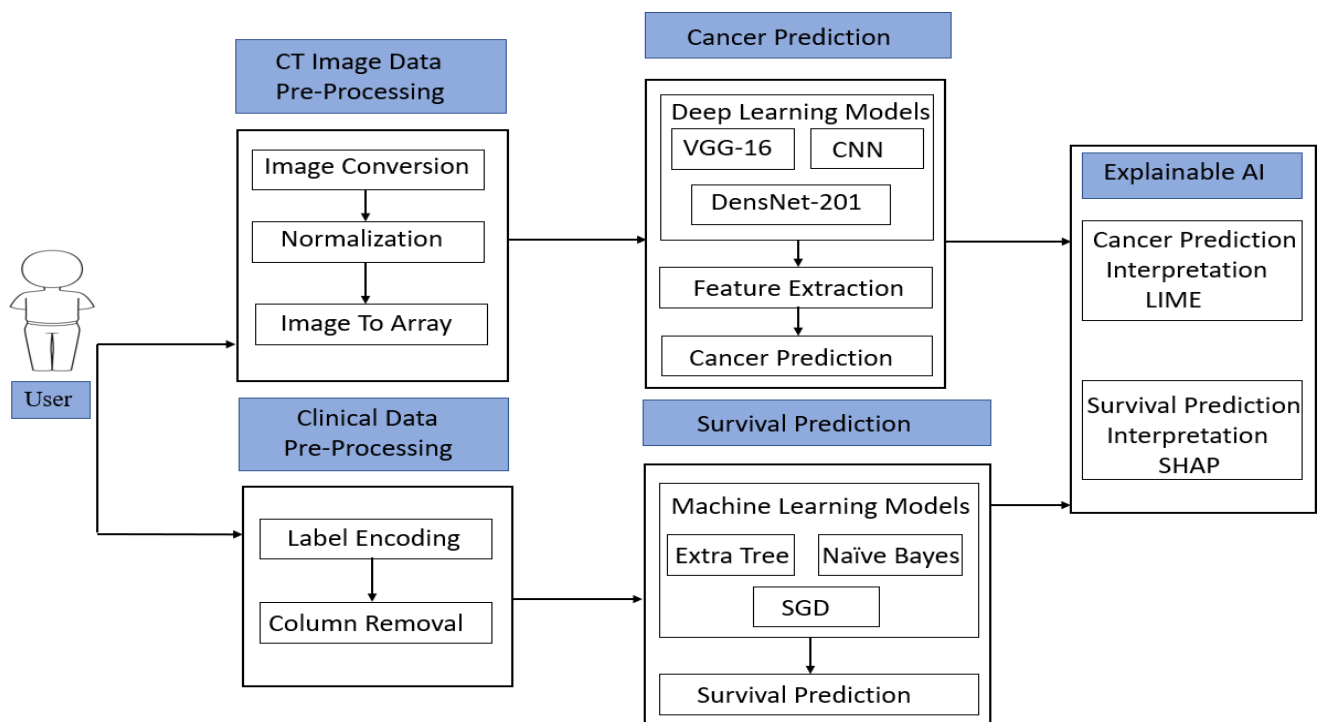 CT Image Data
Pre-Processing
Image Conversion
Normalization
Image To Array
User
Clinical Data
Pre-Processing
Label Encoding
Column Removal
Cancer Prediction
Deep Learning Models
VGG-16
CNN
DensNet-201
Feature Extraction
Cancer Prediction
Survival Prediction
Machine Learning Models
Extra Tree
Naïve Bayes
SGD
Survival Prediction
Explainable AI
Cancer Prediction
Interpretation
LIME
Survival Prediction
Interpretation
SHAP